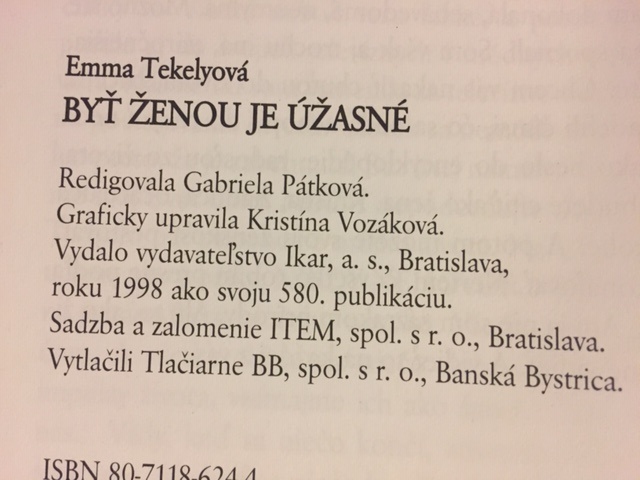 Emma Tekelyová
BYŤ ŽENOU JE ÚŽASNÉ
Redigovala Gabriela Pátková.
Graficky upravila Kristína Vozáková.
Vydalo vydavateľstvo Ikar, a. s., Bratislava,
roku 1998 ako svoju 580. publikáciu.
Sadzba a zalomenie ITEM, spol. s r. o., Bratislava.
Vytlačili Tlačiarne BB, spol. s r. o., Banská Bystrica.
ISBN 80-7118-624-4